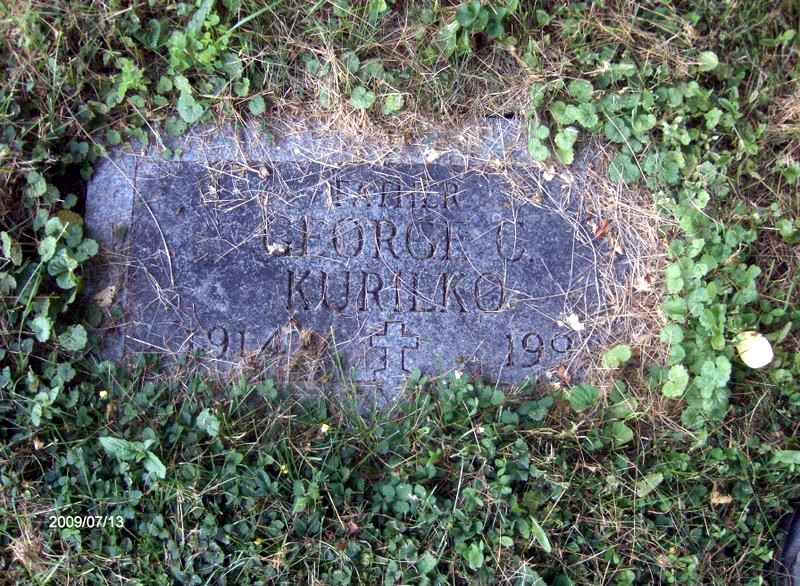 FATHER
GEORGE C.
KURILKO
1914
2009/07/13